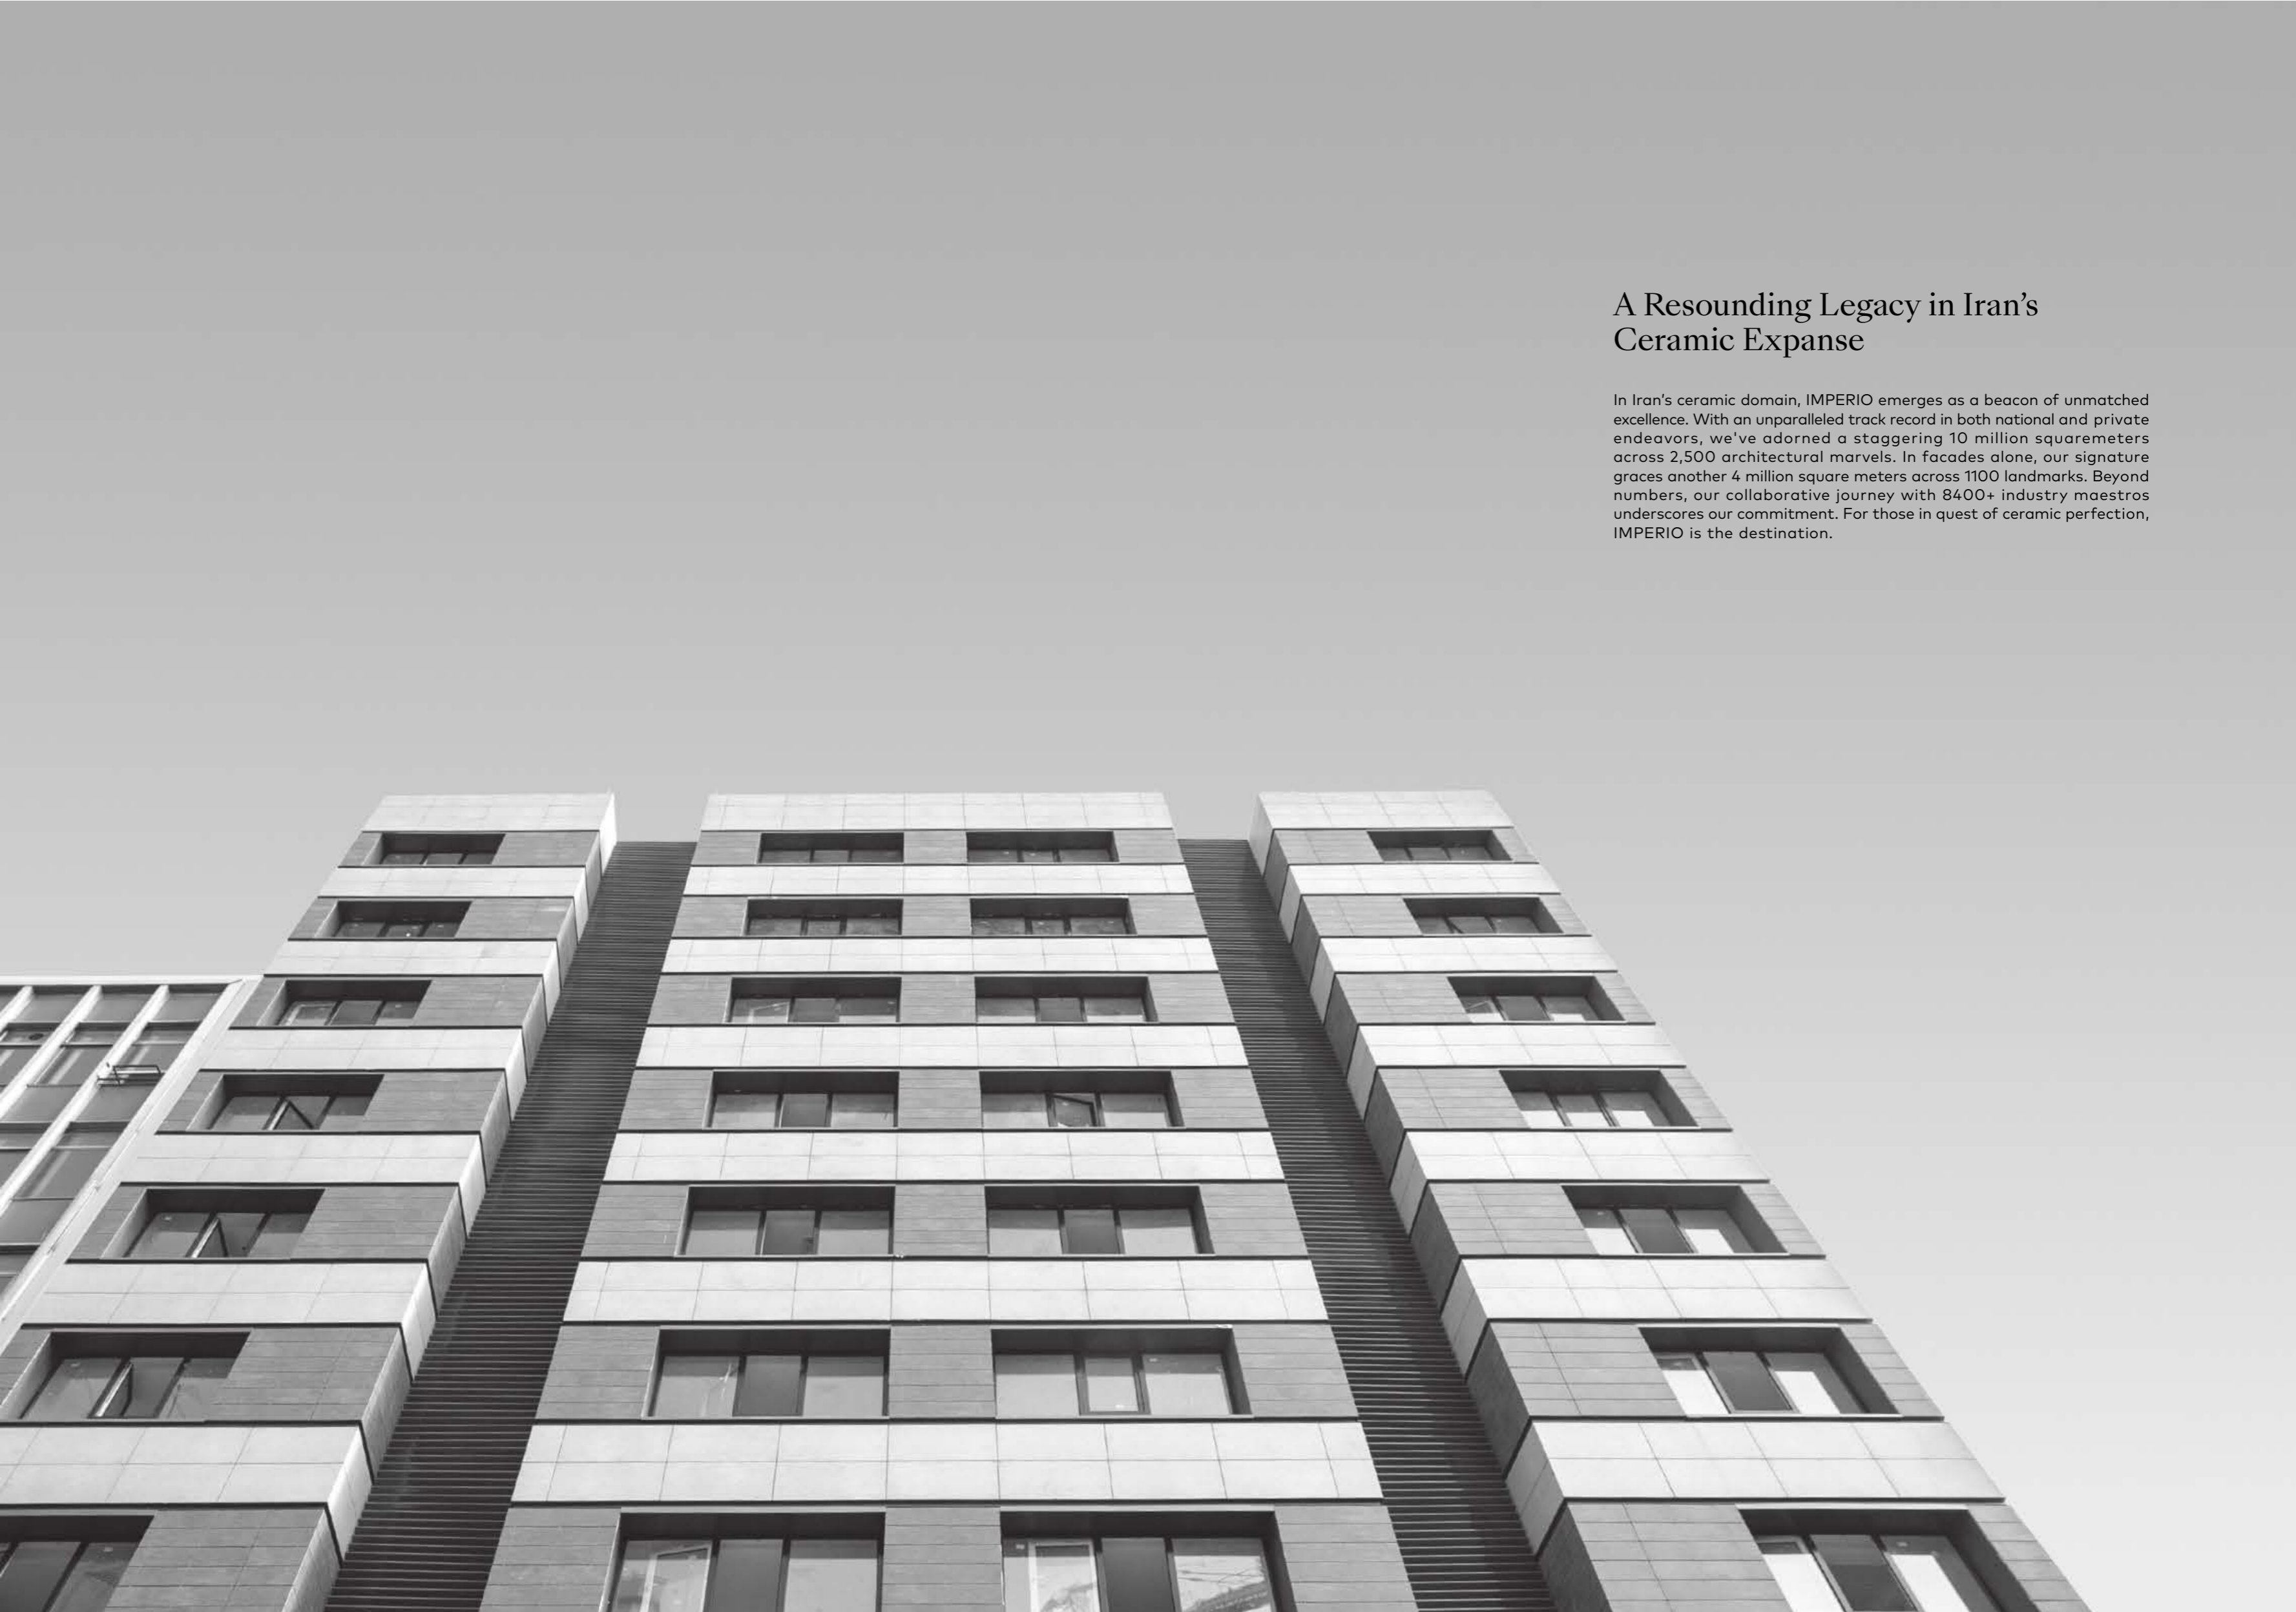 A Resounding Legacy in Iran’s
Ceramic Expanse
In Iran’s ceramic domain, IMPERIO emerges as a beacon of unmatched
excellence. With an unparalleled track record in both national and private
endeavors, we've adorned a staggering 10 million squaremeters
across 2,500 architectural marvels. In facades alone, our signature
graces another 4 million square meters across 1100 landmarks. Beyond
numbers, our collaborative journey with 8400+ industry maestros
underscores our commitment. For those in quest of ceramic perfection,
IMPERIO is the destination.